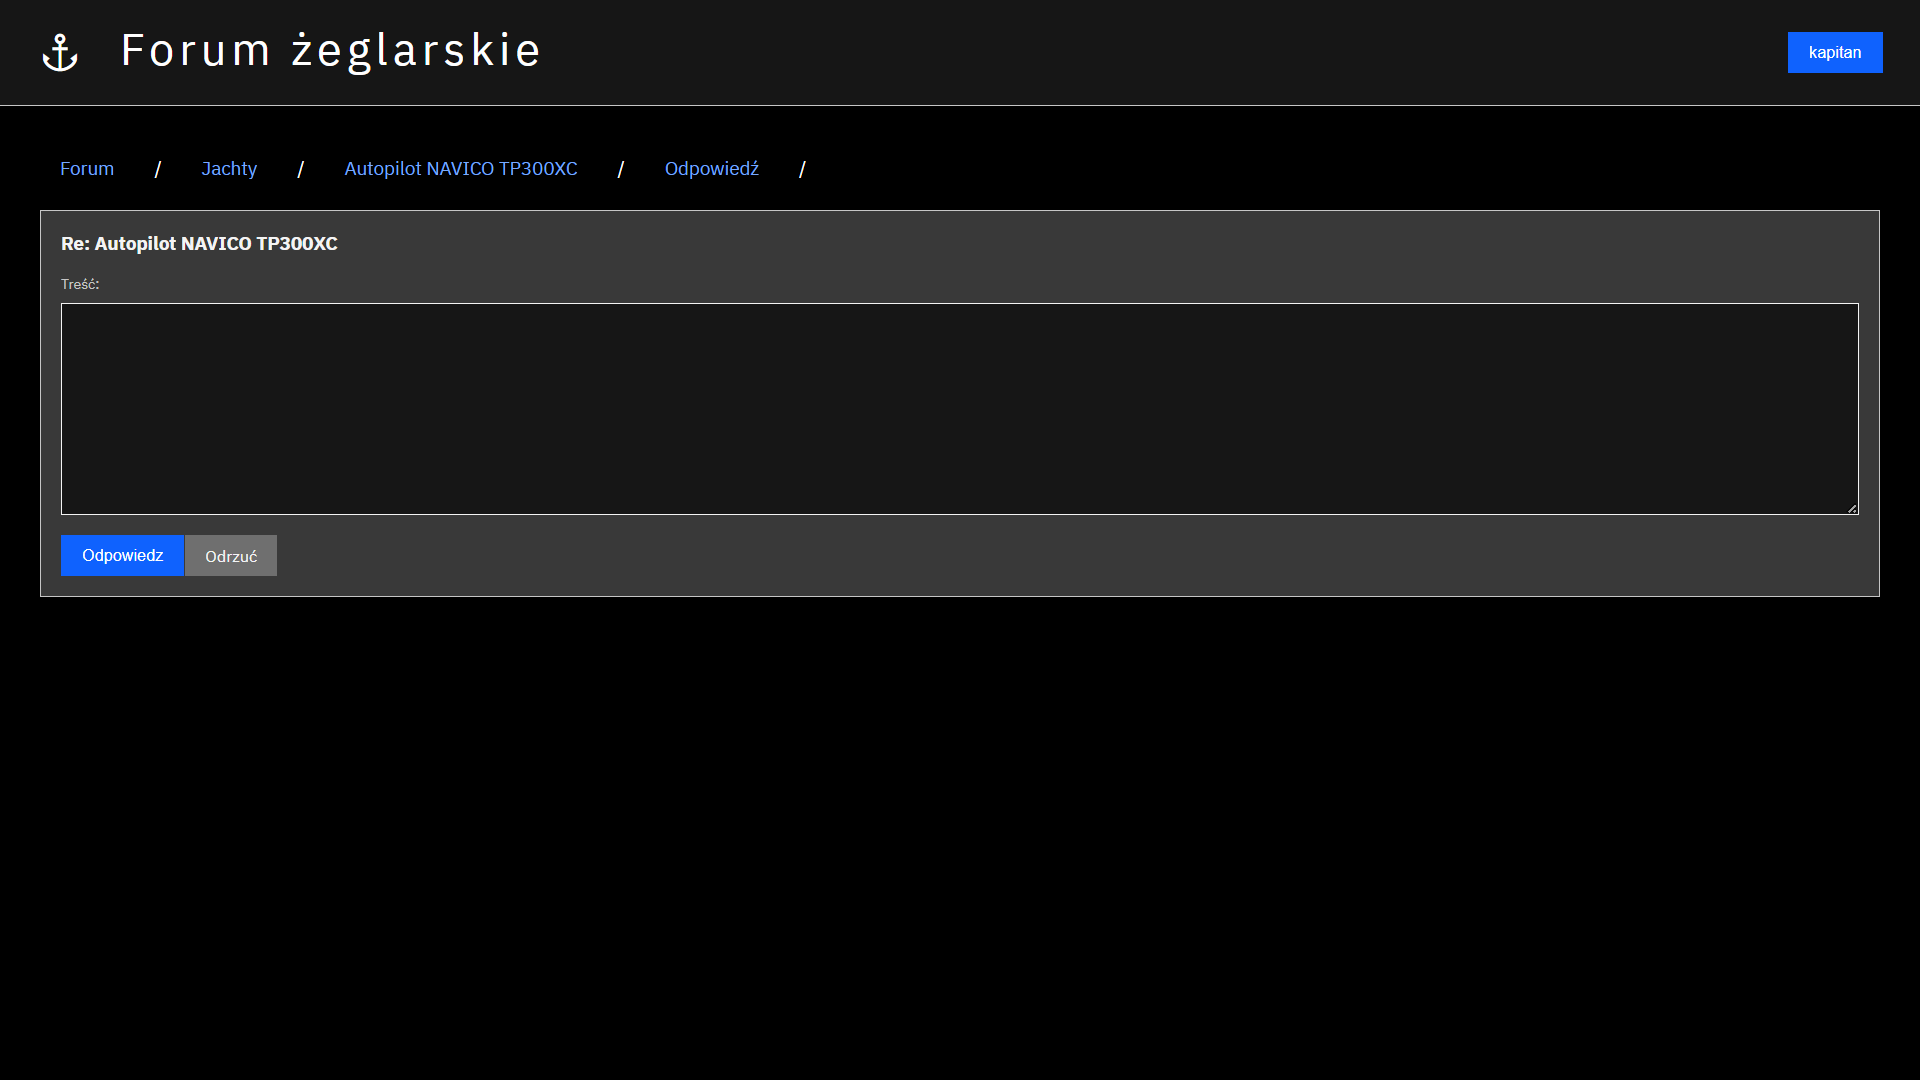 Forum żeglarskie
kapitan
Forum / Jachty / Autopilot NAVICO TP300XC / Odpowiedź /
Re: Autopilot NAVICO TP300XC
Treść:
Odpowiedz Odrzuć